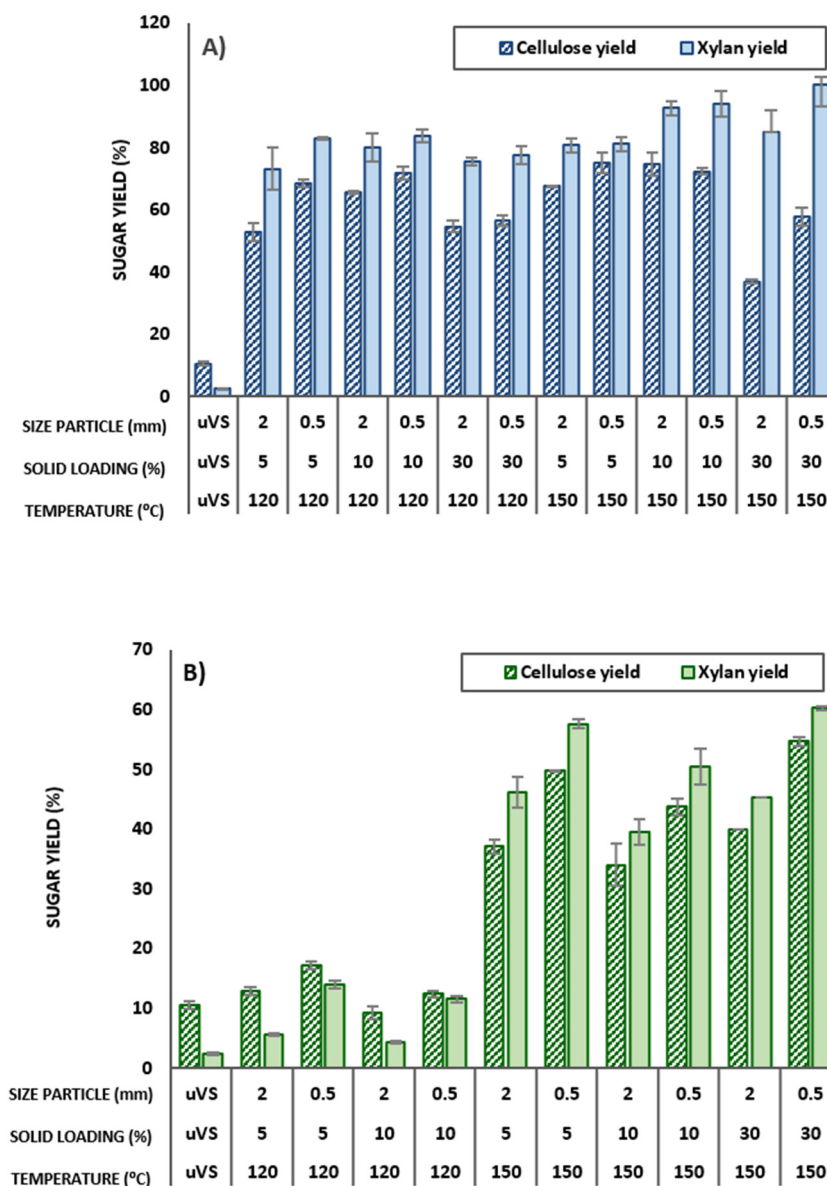 A)
Cellulose yield Xylan yield
120
100
80
60
40
20
0
SUGAR YIELD (%)
SIZE PARTICLE (mm) uVS 2 0.5 2 0.5 2 0.5 2 0.5 2 0.5 2 0.5
SOLID LOADING (%) uVS 5 5 10 10 30 30 5 5 10 10 30 30
TEMPERATURE (ºC) uVS 120 120 120 120 120 120 150 150 150 150 150 150
B)
Cellulose yield Xylan yield
70
60
50
40
30
20
10
0
SUGAR YIELD (%)
SIZE PARTICLE (mm) uVS 2 0.5 2 0.5 2 0.5 2 0.5 2 0.5
SOLID LOADING (%) uVS 5 5 10 10 5 5 10 10 30 30
TEMPERATURE (ºC) uVS 120 120 120 120 150 150 150 150 150 150